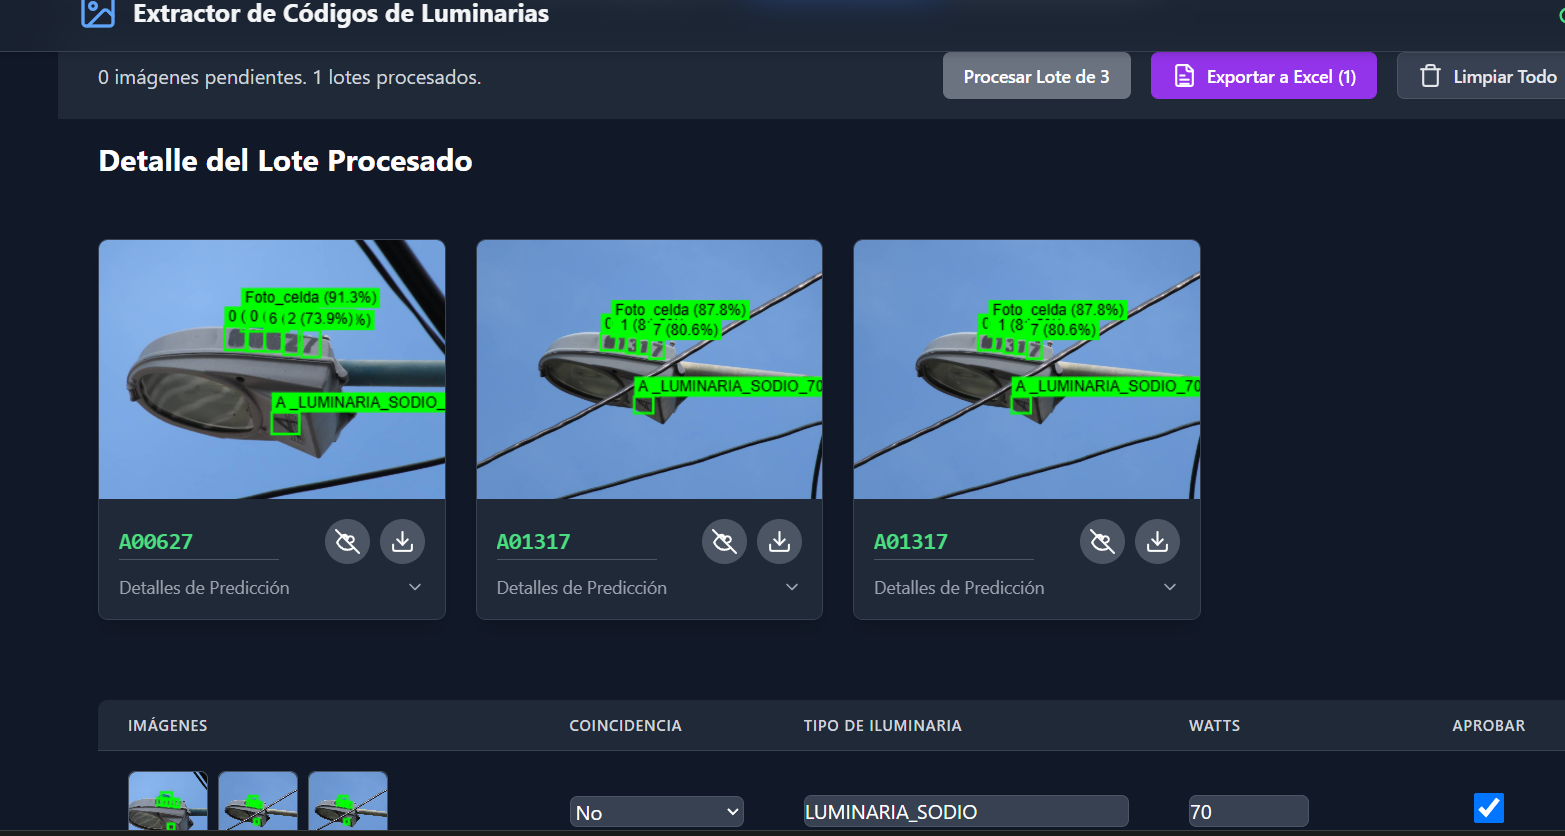 Extractor de Códigos de Luminarias
0 imágenes pendientes. 1 lotes procesados.
Procesar Lote de 3
Exportar a Excel (1)
Limpiar Todo
Detalle del Lote Procesado
Foto_celda (91.3%)
0 ( 0 ( 6 ( 2 (73.9%) %)
A _LUMINARIA_SODIO_
Foto_celda (87.8%)
0 1 (8 7 (80.6%)
01317
A _LUMINARIA_SODIO_70
Foto_celda (87.8%)
0 1 (8 7 (80.6%)
01317
A _LUMINARIA_SODIO_70
A00627
A01317
A01317
Detalles de Predicción
Detalles de Predicción
Detalles de Predicción
IMÁGENES
COINCIDENCIA
TIPO DE ILUMINARIA
WATTS
APROBAR
No
LUMINARIA_SODIO
70